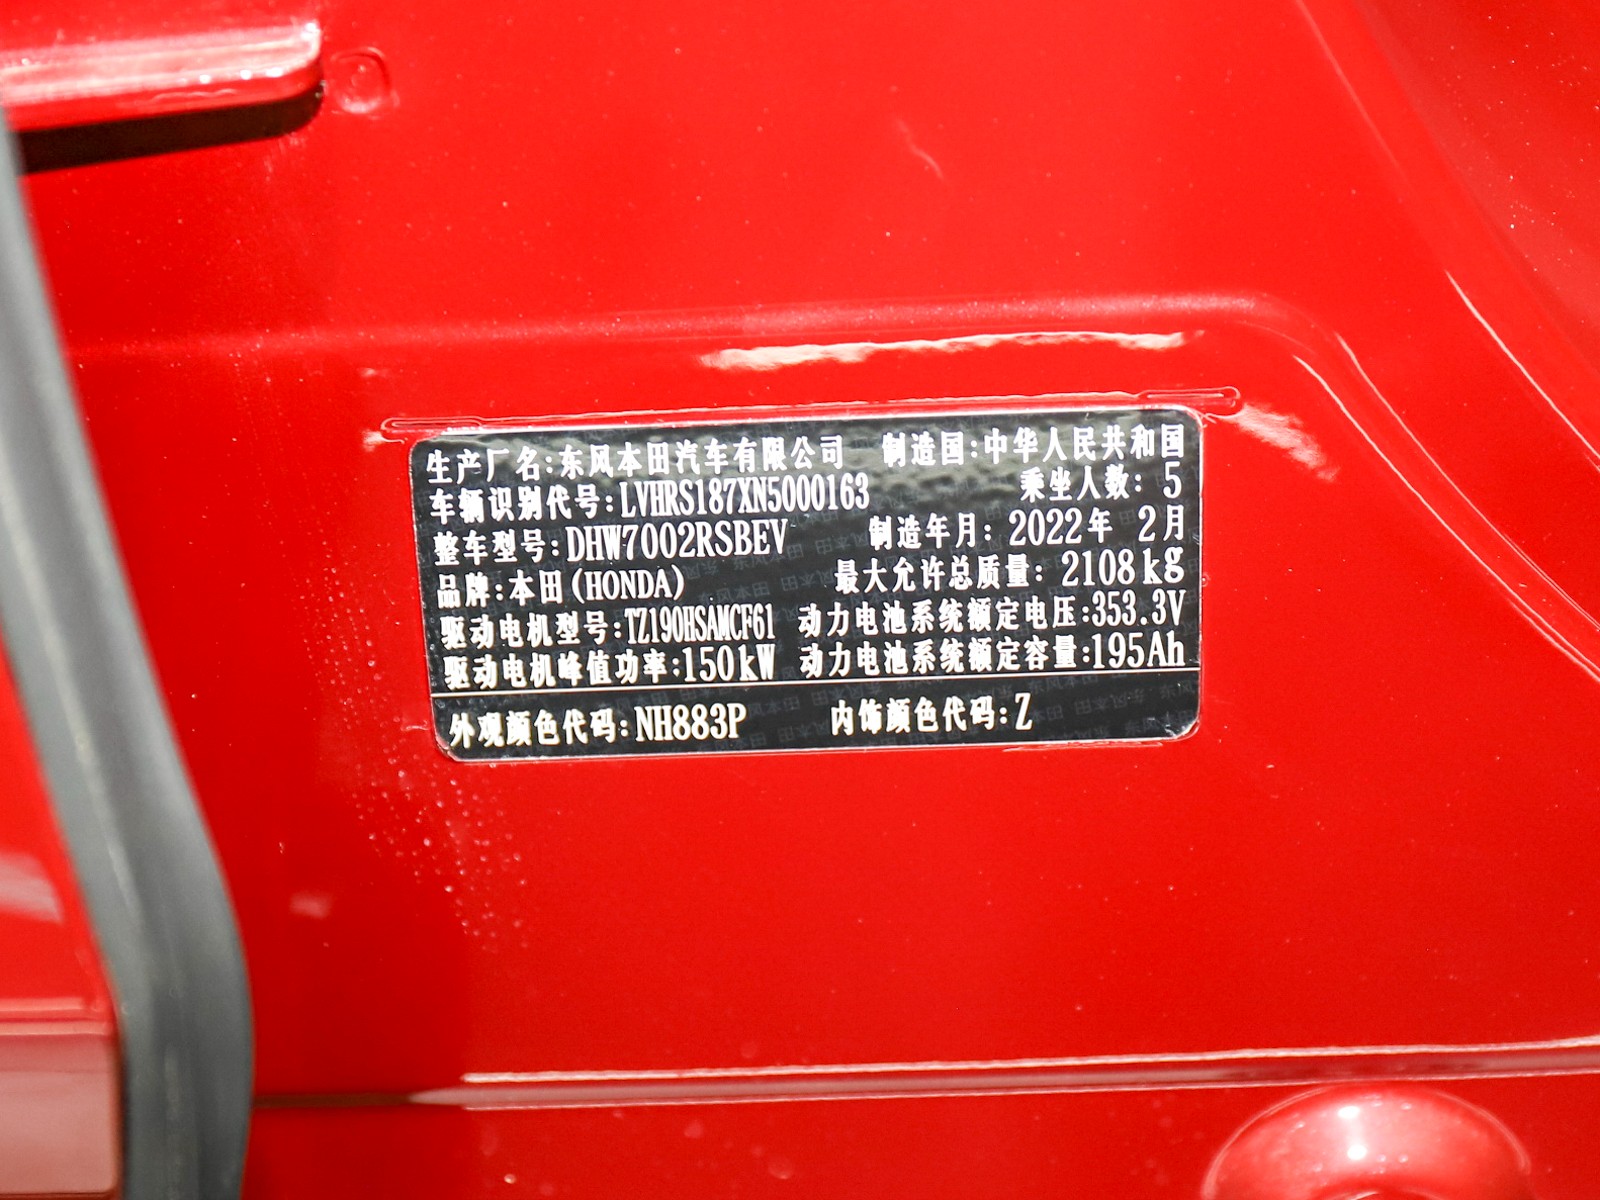 生产厂名:东风本田汽车有限公司 制造国:中华人民共和国
车辆识别代号:LVHRS187XN5000163 乘坐人数: 5
整车型号:DHW7002RSBEV 制造年月: 2022年 2月
品牌:本田(HONDA) 最大允许总质量: 2108kg
驱动电机型号:TZ190HSAMCF61 动力电池系统额定电压:353.3V
驱动电机峰值功率:150kW 动力电池系统额定容量:195Ah
外观颜色代码:NH883P 内饰颜色代码:Z